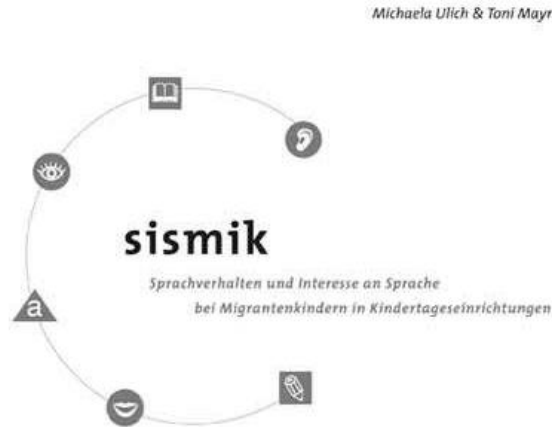 Michaela Ulich & Toni Mayr
sismik
Sprachverhalten und Interesse an Sprache
bei Migrantenkindern in Kindertageseinrichtungen
a